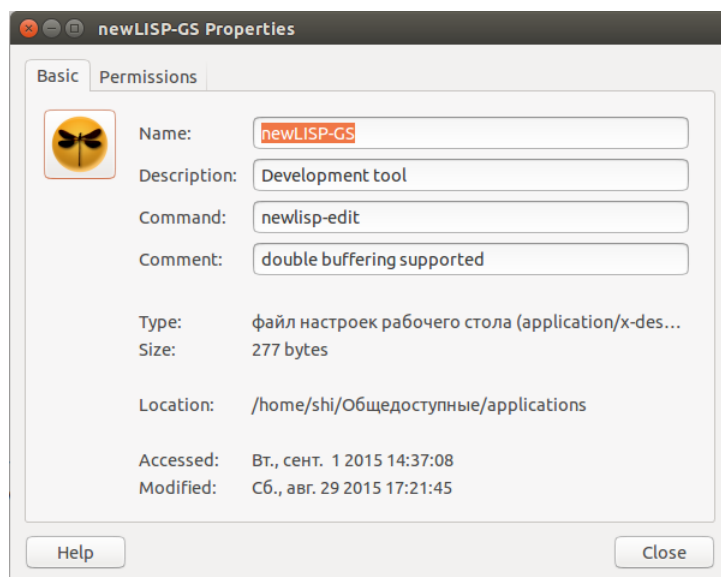 newLISP-GS Properties
Basic Permissions
Name: newLISP-GS
Description: Development tool
Command: newlisp-edit
Comment: double buffering supported
Type: файл настроек рабочего стола (application/x-des...
Size: 277 bytes
Location: /home/shi/Общедоступные/applications
Accessed: Вт., сент. 1 2015 14:37:08
Modified: Сб., авг. 29 2015 17:21:45
Help Close